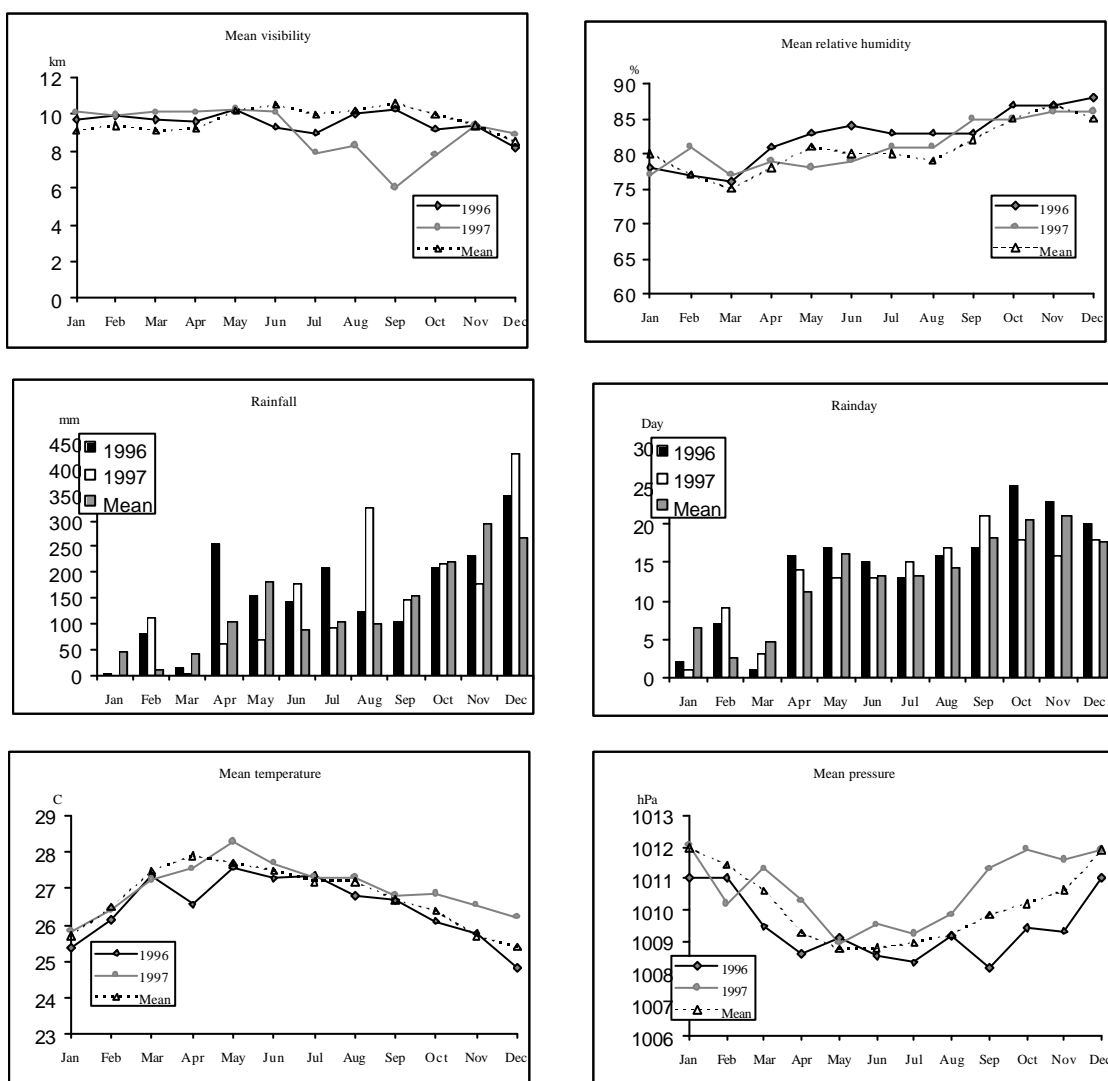 Mean visibility
km
12
10
8
6
4
2
0
1996
1997
Mean
Jan Feb Mar Apr May Jun Jul Aug Sep Oct Nov Dec
Mean relative humidity
%
90
85
80
75
70
65
60
1996
1997
Mean
Jan Feb Mar Apr May Jun Jul Aug Sep Oct Nov Dec
Rainfall
mm
450
400
350
300
250
200
150
100
50
0
1996
1997
Mean
Jan Feb Mar Apr May Jun Jul Aug Sep Oct Nov Dec
Rainday
Day
30
25
20
15
10
5
0
1996
1997
Mean
Jan Feb Mar Apr May Jun Jul Aug Sep Oct Nov Dec
Mean temperature
C
29
28
27
26
25
24
23
1996
1997
Mean
Jan Feb Mar Apr May Jun Jul Aug Sep Oct Nov Dec
Mean pressure
hPa
1013
1012
1011
1010
1009
1008
1007
1006
1996
1997
Mean
Jan Feb Mar Apr May Jun Jul Aug Sep Oct Nov Dec